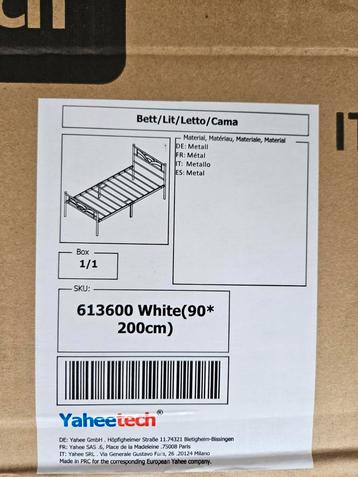 Bett/Lit/Letto/Cama
Material, Matériau, Materiale, Material
DE: Metall
FR: Métal
IT: Metallo
ES: Metal
Box
1/1
SKU:
613600 White(90*
200cm)
Yaheetech®
DE: Yahee GmbH . Höpfigheimer Straße 11.74321 Bietigheim-Bissingen
FR: Yahee SAS .6, Place de la Madeleine .75008 Paris
IT: Yahee SRL . Via Generale Gustavo Fara, 26 .20124 Milano
Made in PRC for the corresponding European Yahee company.